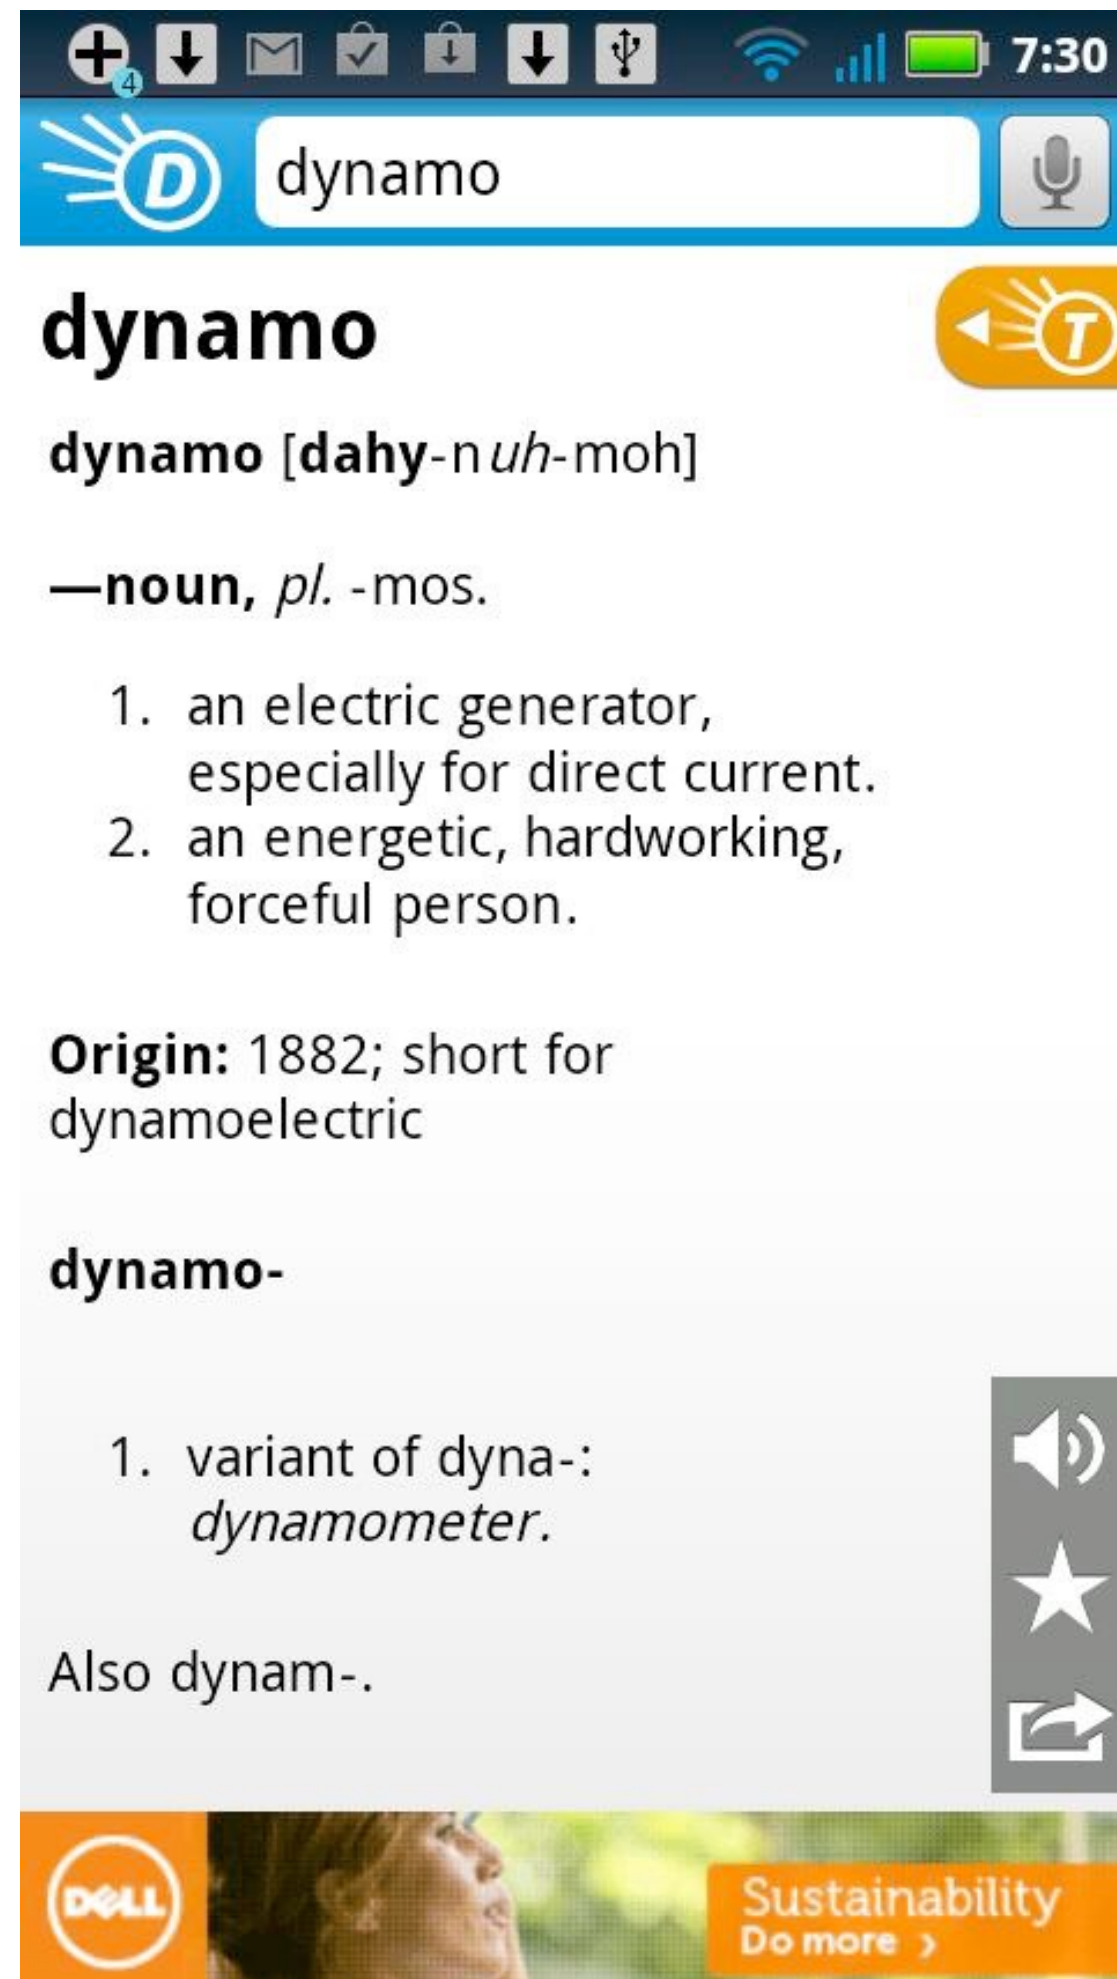 4
7:30
D
dynamo
dynamo
T
dynamo [dahy-nuh-moh]
—noun, pl. -mos.
1. an electric generator,
especially for direct current.
2. an energetic, hardworking,
forceful person.
Origin: 1882; short for
dynamoelectric
dynamo-
1. variant of dyna-:
dynamometer.
Also dynam-.
DELL
Sustainability
Do more ›